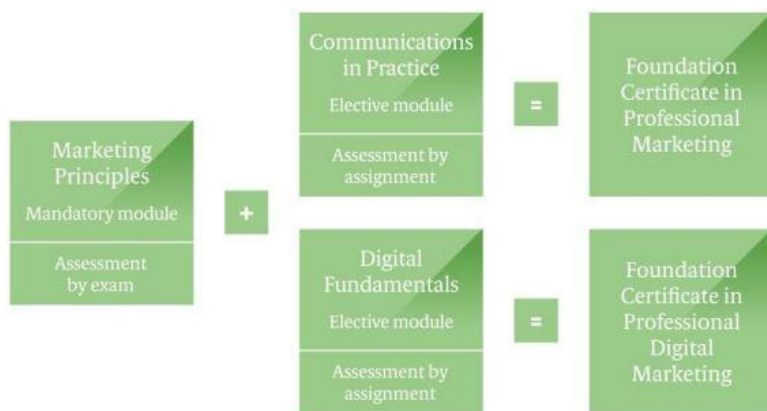 Marketing
Principles
Mandatory module
Assessment
by exam
+
Communications
in Practice
Elective module
Assessment by
assignment
=
Foundation
Certificate in
Professional
Marketing
Digital
Fundamentals
Elective module
Assessment by
assignment
=
Foundation
Certificate in
Professional
Digital
Marketing